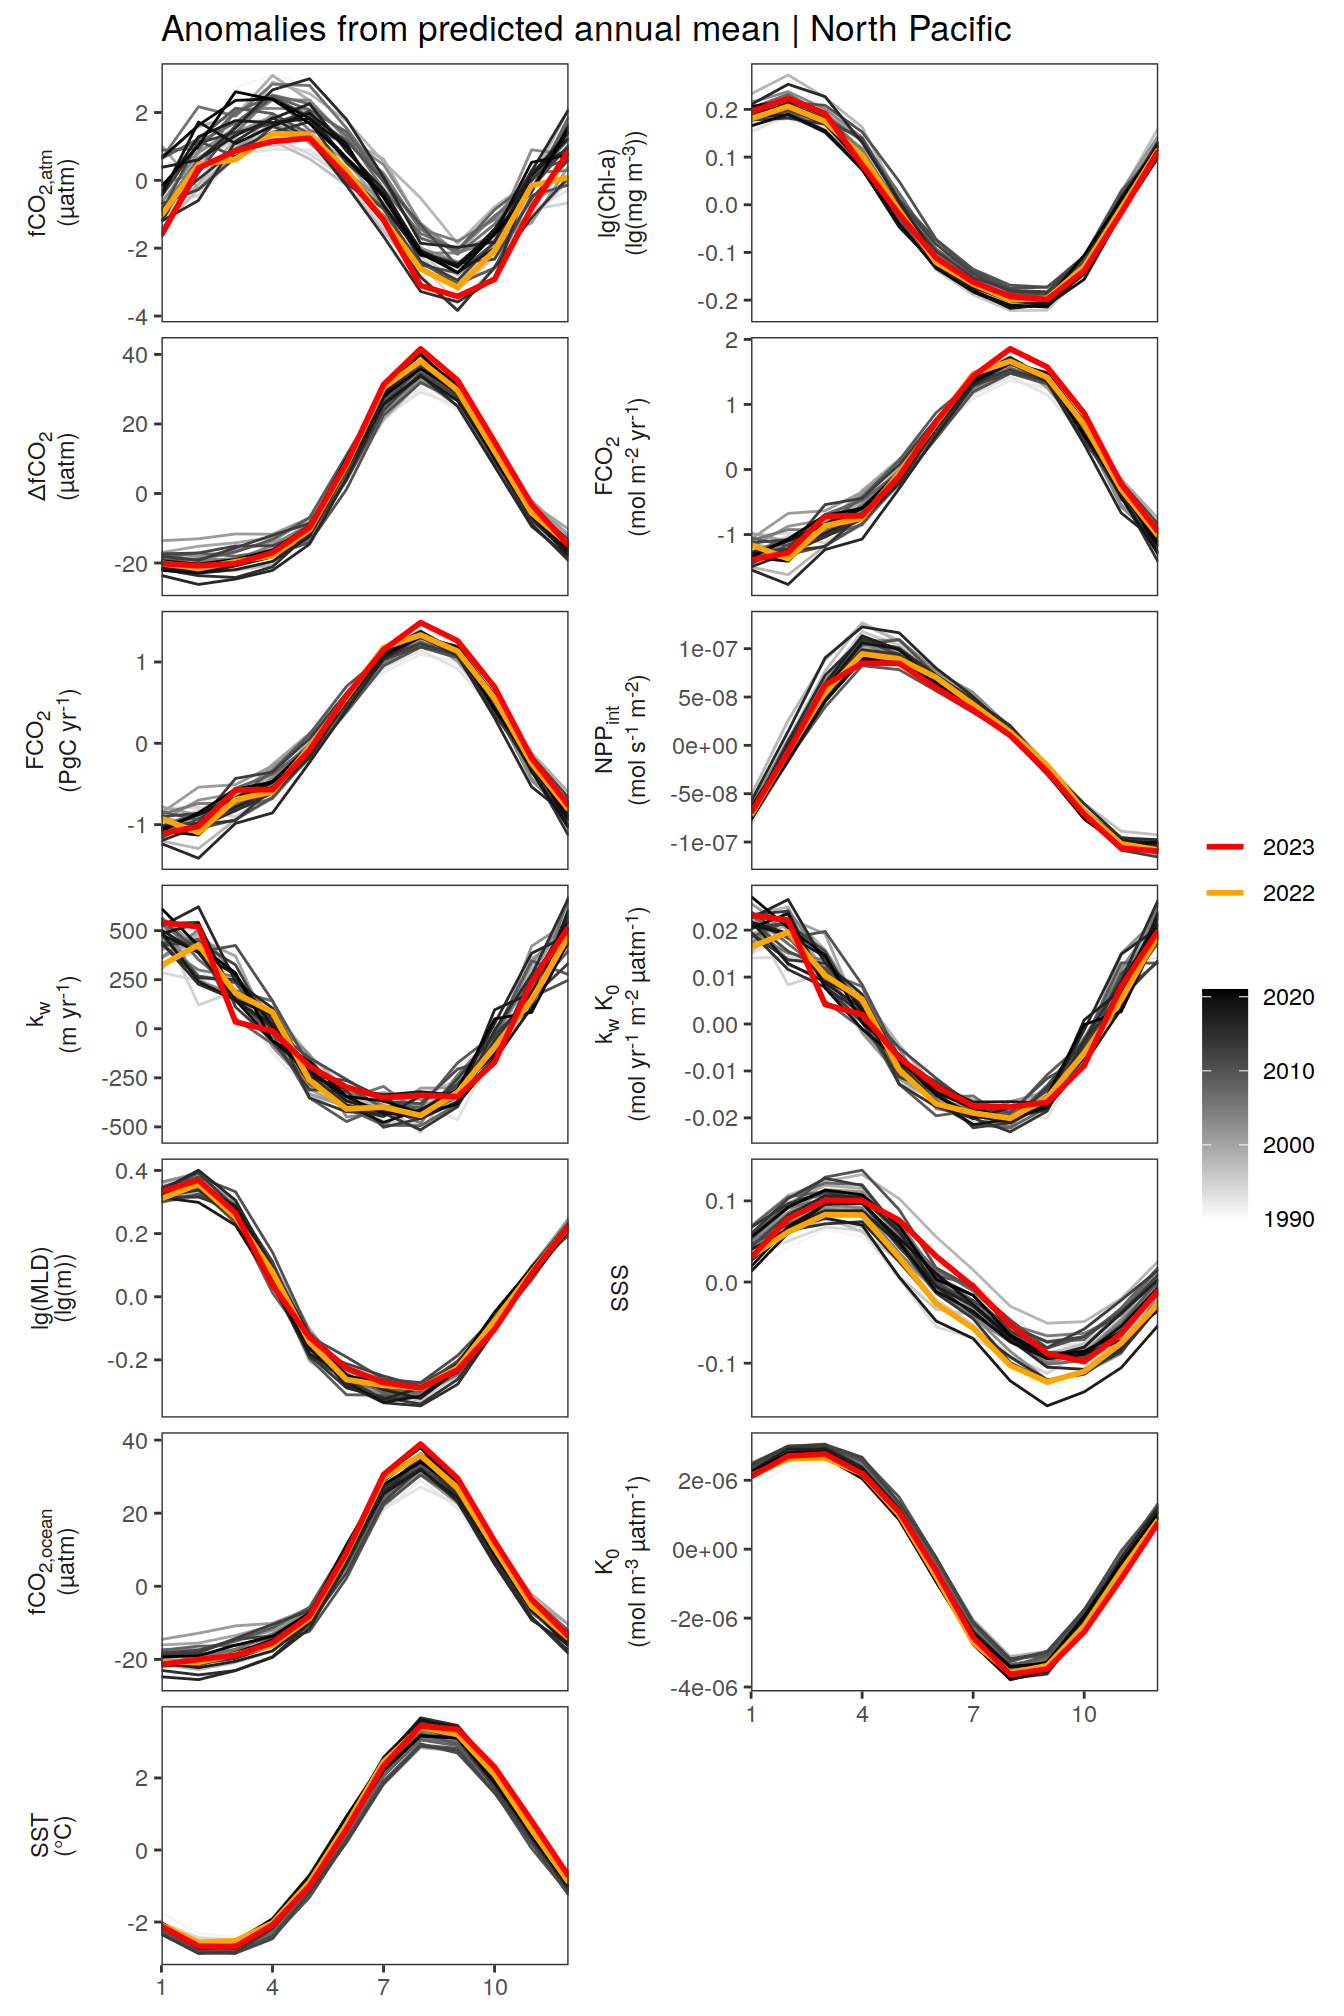 Anomalies from predicted annual mean | North Pacific
fCO2,atm
(µatm)
2
0
-2
-4
lg(Chl-a)
(lg(mg m-3))
0.2
0.1
0.0
-0.1
-0.2
ΔfCO2
(µatm)
40
20
0
-20
FCO2
(mol m-2 yr-1)
2
1
0
-1
FCO2
(PgC yr-1)
1
0
-1
NPPint
(mol s-1 m-2)
1e-07
5e-08
0e+00
-5e-08
-1e-07
kw
(m yr-1)
500
250
0
-250
-500
kw K0
(mol yr-1 m-2 µatm-1)
0.02
0.01
0.00
-0.01
-0.02
lg(MLD)
(lg(m))
0.4
0.2
0.0
-0.2
SSS
0.1
0.0
-0.1
fCO2,ocean
(µatm)
40
20
0
-20
K0
(mol m-3 µatm-1)
2e-06
0e+00
-2e-06
-4e-06
1 4 7 10
SST
(°C)
2
0
-2
1 4 7 10
2023
2022
2020
2010
2000
1990